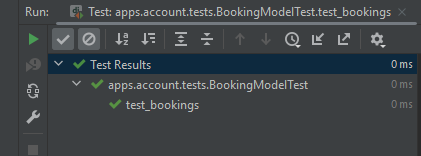 Run: Test: apps.account.tests.BookingModelTest.test_bookings
Test Results 0 ms
apps.account.tests.BookingModelTest 0 ms
test_bookings 0 ms